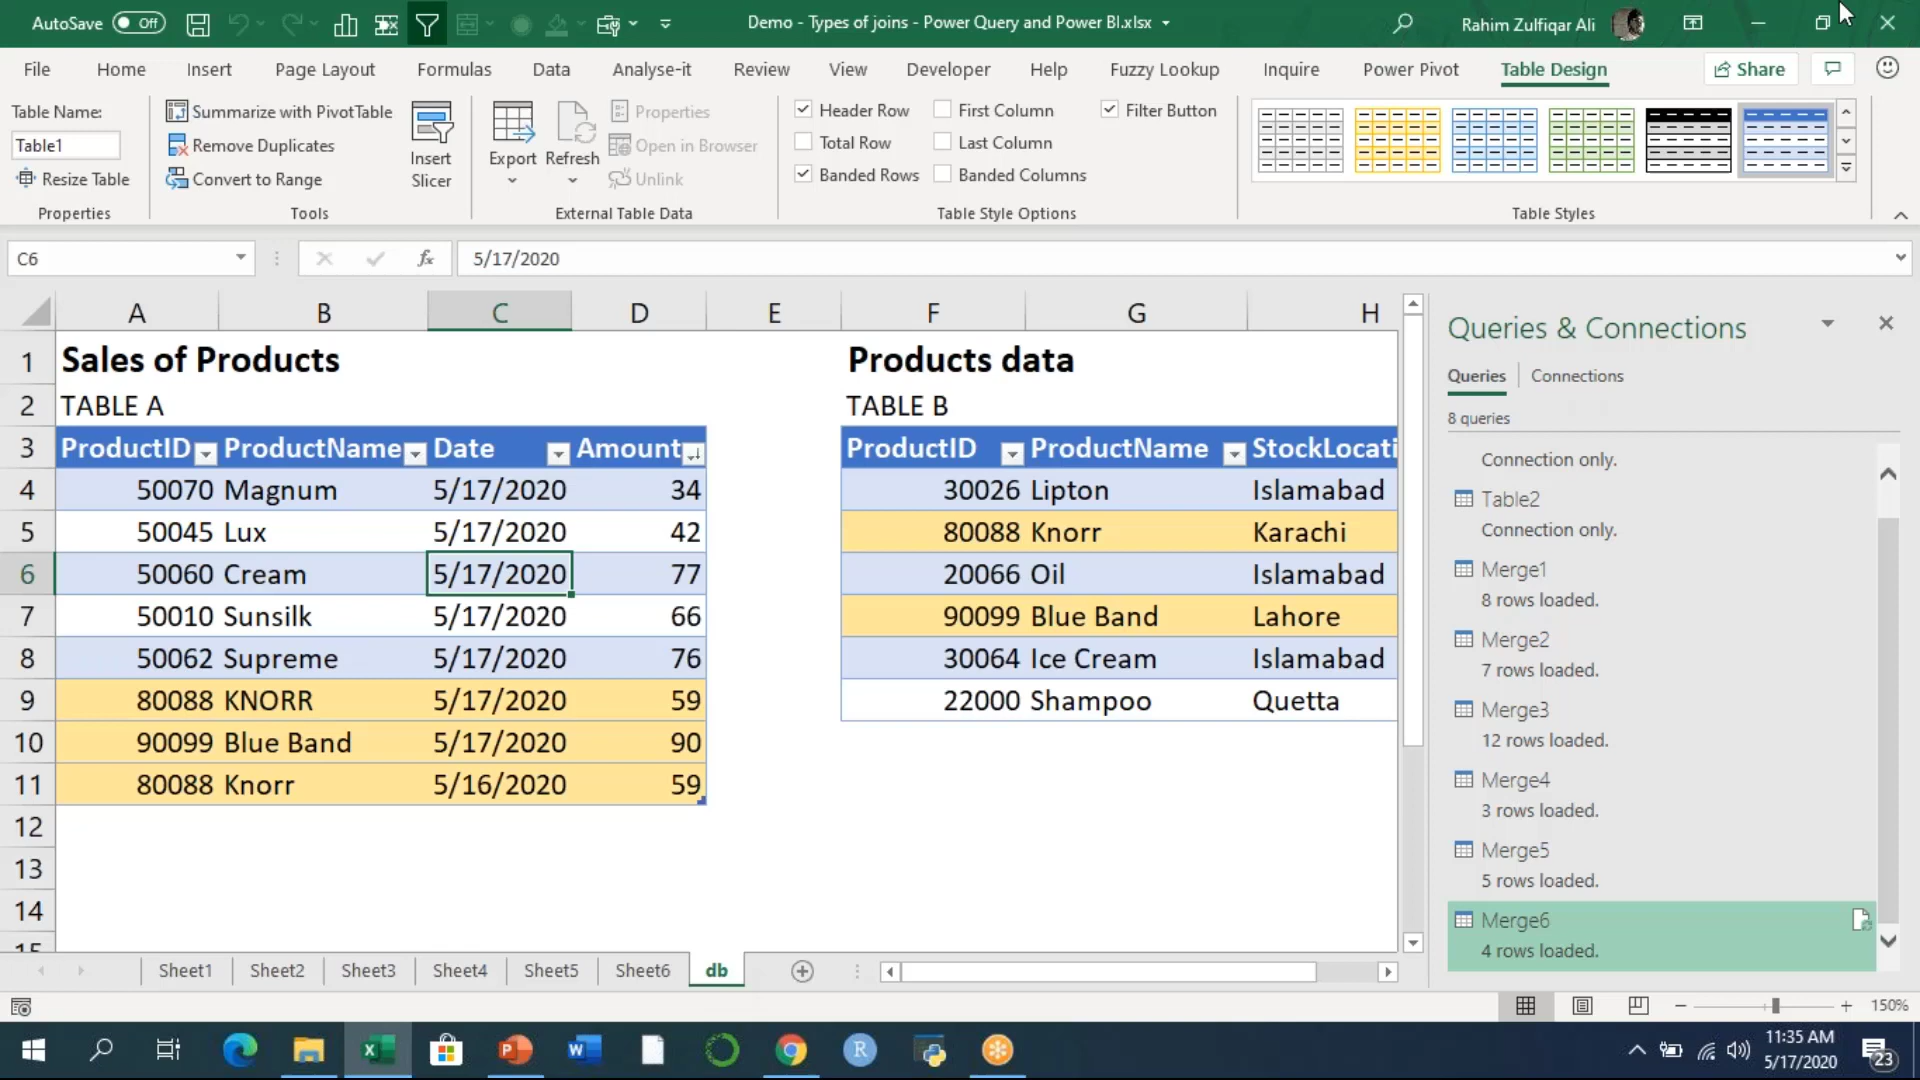 AutoSave Off
Demo - Types of joins - Power Query and Power BI.xlsx
Rahim Zulfiqar Ali
File Home Insert Page Layout Formulas Data Analyse-it Review View Developer Help Fuzzy Lookup Inquire Power Pivot Table Design Share
Table Name:
Table1
Resize Table
Properties
Summarize with PivotTable
Remove Duplicates
Convert to Range
Tools
Insert
Slicer
Export Refresh
Properties
Open in Browser
Unlink
External Table Data
Header Row First Column Filter Button
Total Row Last Column
Banded Rows Banded Columns
Table Style Options
Table Styles
C6 fx 5/17/2020
A B C D E F G H
1 Sales of Products Products data
2 TABLE A TABLE B
3 ProductID ProductName Date Amount ProductID ProductName StockLocati
4 50070 Magnum 5/17/2020 34 30026 Lipton Islamabad
5 50045 Lux 5/17/2020 42 80088 Knorr Karachi
6 50060 Cream 5/17/2020 77 20066 Oil Islamabad
7 50010 Sunsilk 5/17/2020 66 90099 Blue Band Lahore
8 50062 Supreme 5/17/2020 76 30064 Ice Cream Islamabad
9 80088 KNORR 5/17/2020 59 22000 Shampoo Quetta
10 90099 Blue Band 5/17/2020 90
11 80088 Knorr 5/16/2020 59
12
13
14
15
Queries & Connections
Queries Connections
8 queries
Connection only.
Table2
Connection only.
Merge1
8 rows loaded.
Merge2
7 rows loaded.
Merge3
12 rows loaded.
Merge4
3 rows loaded.
Merge5
5 rows loaded.
Merge6
4 rows loaded.
Sheet1 Sheet2 Sheet3 Sheet4 Sheet5 Sheet6 db
150%
11:35 AM
5/17/2020
23